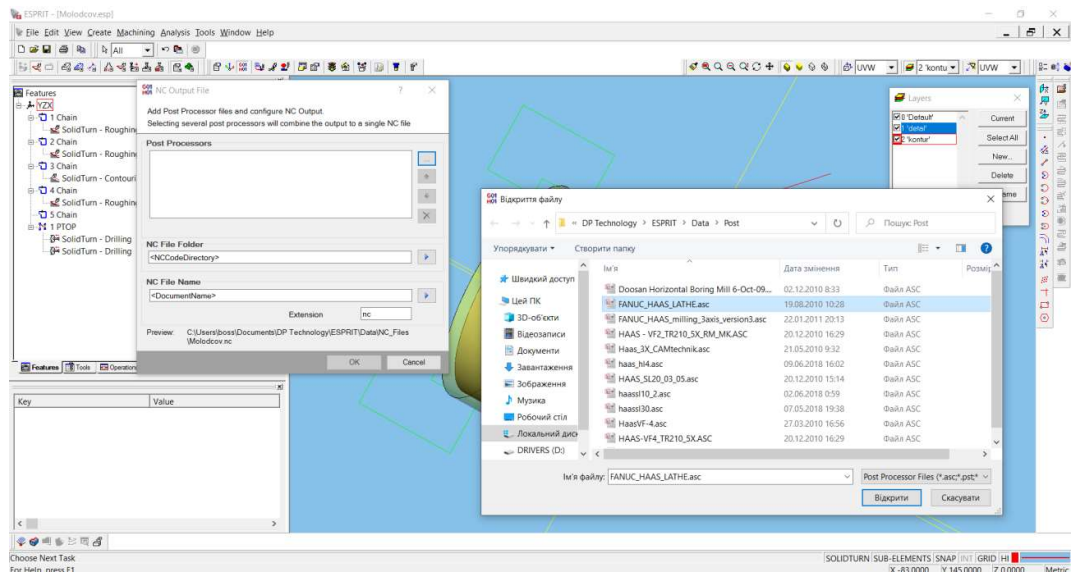 ESPRIT - [Molodcov.esp]
File Edit View Create Machining Analysis Tools Window Help
All
UVW
2 'kontu
UVW
Features
YZX
1 Chain
SolidTurn - Roughin
2 Chain
SolidTurn - Roughin
3 Chain
SolidTurn - Contouri
4 Chain
SolidTurn - Roughin
5 Chain
1 PTOP
SolidTurn - Drilling
SolidTurn - Drilling
Features
Tools
Operation
Key
Value
NC Output File
Add Post Processor files and configure NC Output.
Selecting several post processors will combine the output to a single NC file
Post Processors
...
NC File Folder
<NCCodeDirectory>
NC File Name
<DocumentName>
Extension
nc
Preview: C:\Users\boss\Documents\DP Technology\ESPRIT\Data\NC_Files
\Molodcov.nc
OK
Cancel
Layers
0 'Default'
1 'detal'
2 'kontur'
Current
Select All
New..
Delete
ame
Відкриття файлу
« DP Technology > ESPRIT > Data > Post
Пошук: Post
Упорядкувати
Створити папку
Швидкий доступ
Цей ПК
3D-об'єкти
Відеозаписи
Документи
Завантаження
Зображення
Музика
Робочий стіл
Локальний диск
DRIVERS (D:)
Ім'я Дата змінення Тип Розмір
Doosan Horizontal Boring Mill 6-Oct-09... 02.12.2010 8:33 Файл ASC
FANUC_HAAS_LATHE.asc 19.08.2010 10:28 Файл ASC
FANUC_HAAS_milling_3axis_version3.asc 22.01.2011 20:13 Файл ASC
HAAS - VF2_TR210_5X_RM_MK.ASC 20.12.2010 16:29 Файл ASC
Haas_3X_CAMtechnik.asc 21.05.2010 9:32 Файл ASC
haas_hl4.asc 09.06.2018 16:02 Файл ASC
HAAS_SL20_03_05.asc 20.12.2010 15:14 Файл ASC
haassl10_2.asc 02.06.2018 0:59 Файл ASC
haassl30.asc 07.05.2018 19:38 Файл ASC
HaasVF-4.asc 27.03.2010 16:56 Файл ASC
HAAS-VF4_TR210_5X.ASC 20.12.2010 16:29 Файл ASC
Ім'я файлу: FANUC_HAAS_LATHE.asc
Post Processor Files (*.asc;*.pst;*
Відкрити
Скасувати
Choose Next Task
SOLIDTURN SUB-ELEMENTS SNAP INT GRID HI
For Help, press F1
X -83.0000 Y 145.0000 Z 0.0000 Metric